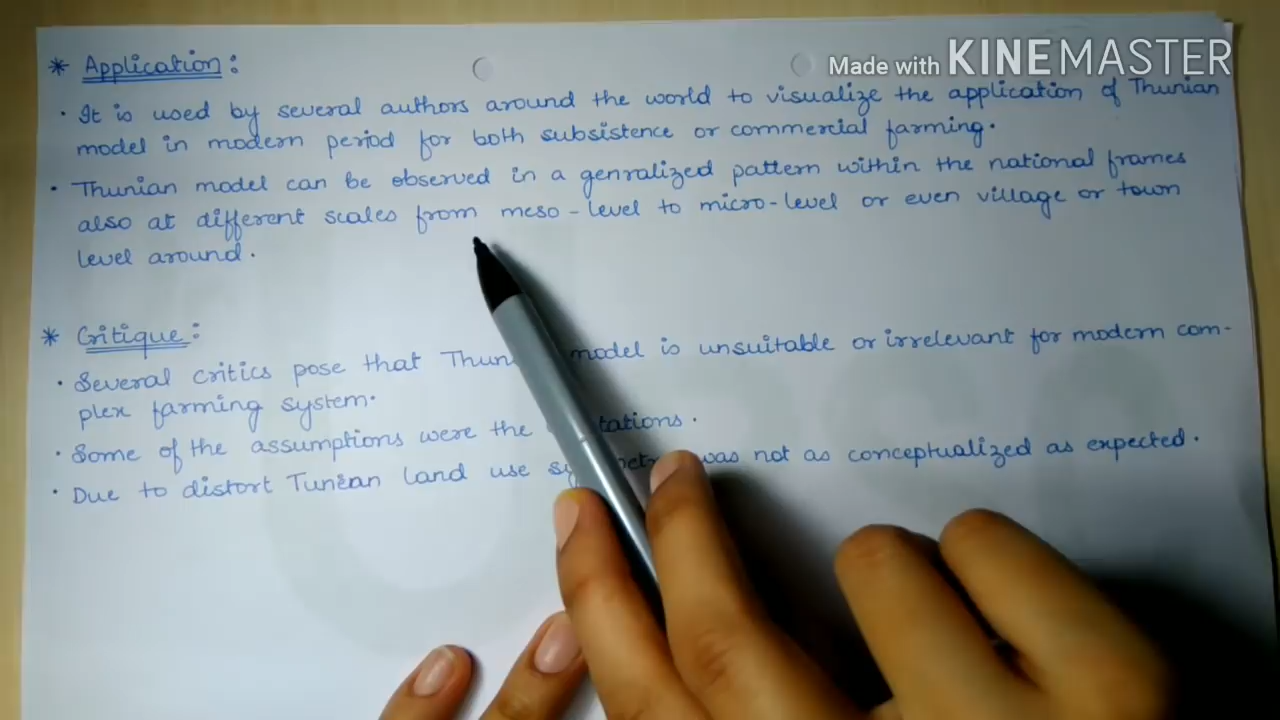 Made with KINEMASTER
* Application:
· It is used by several authors around the world to visualize the application of Thunian
model in modern period for both subsistence or commercial farming.
· Thunian model can be observed in a genralized pattern within the national frames
also at different scales from meso-level to micro-level or even village or town
level around.
* Critique:
· Several critics pose that Thun model is unsuitable or irrelevant for modern com-
plex farming system.
· Some of the assumptions were the tations.
· Due to distort Tunĕan Land use sy was not as conceptualized as expected.